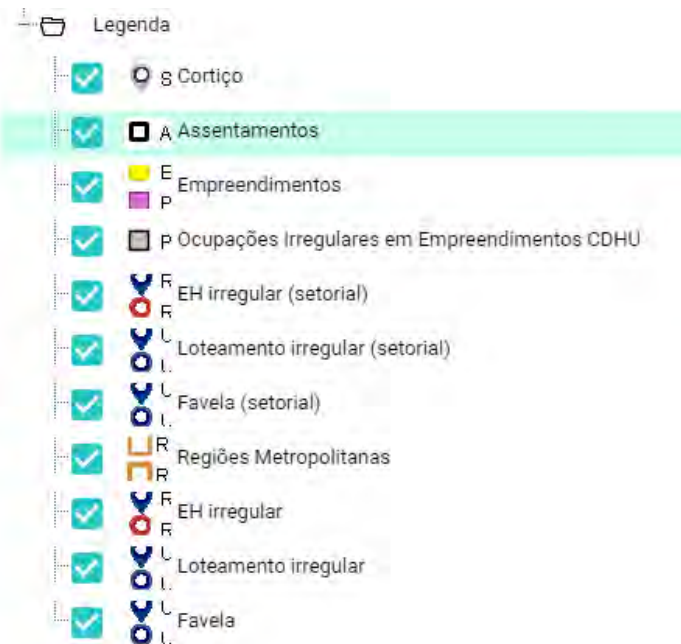 Legenda
S Cortiço
A Assentamentos
E
P
Empreendimentos
P Ocupações Irregulares em Empreendimentos CDHU
R
R
EH irregular (setorial)
Loteamento irregular (setorial)
Favela (setorial)
R
R
Regiões Metropolitanas
R
R
EH irregular
Loteamento irregular
Favela